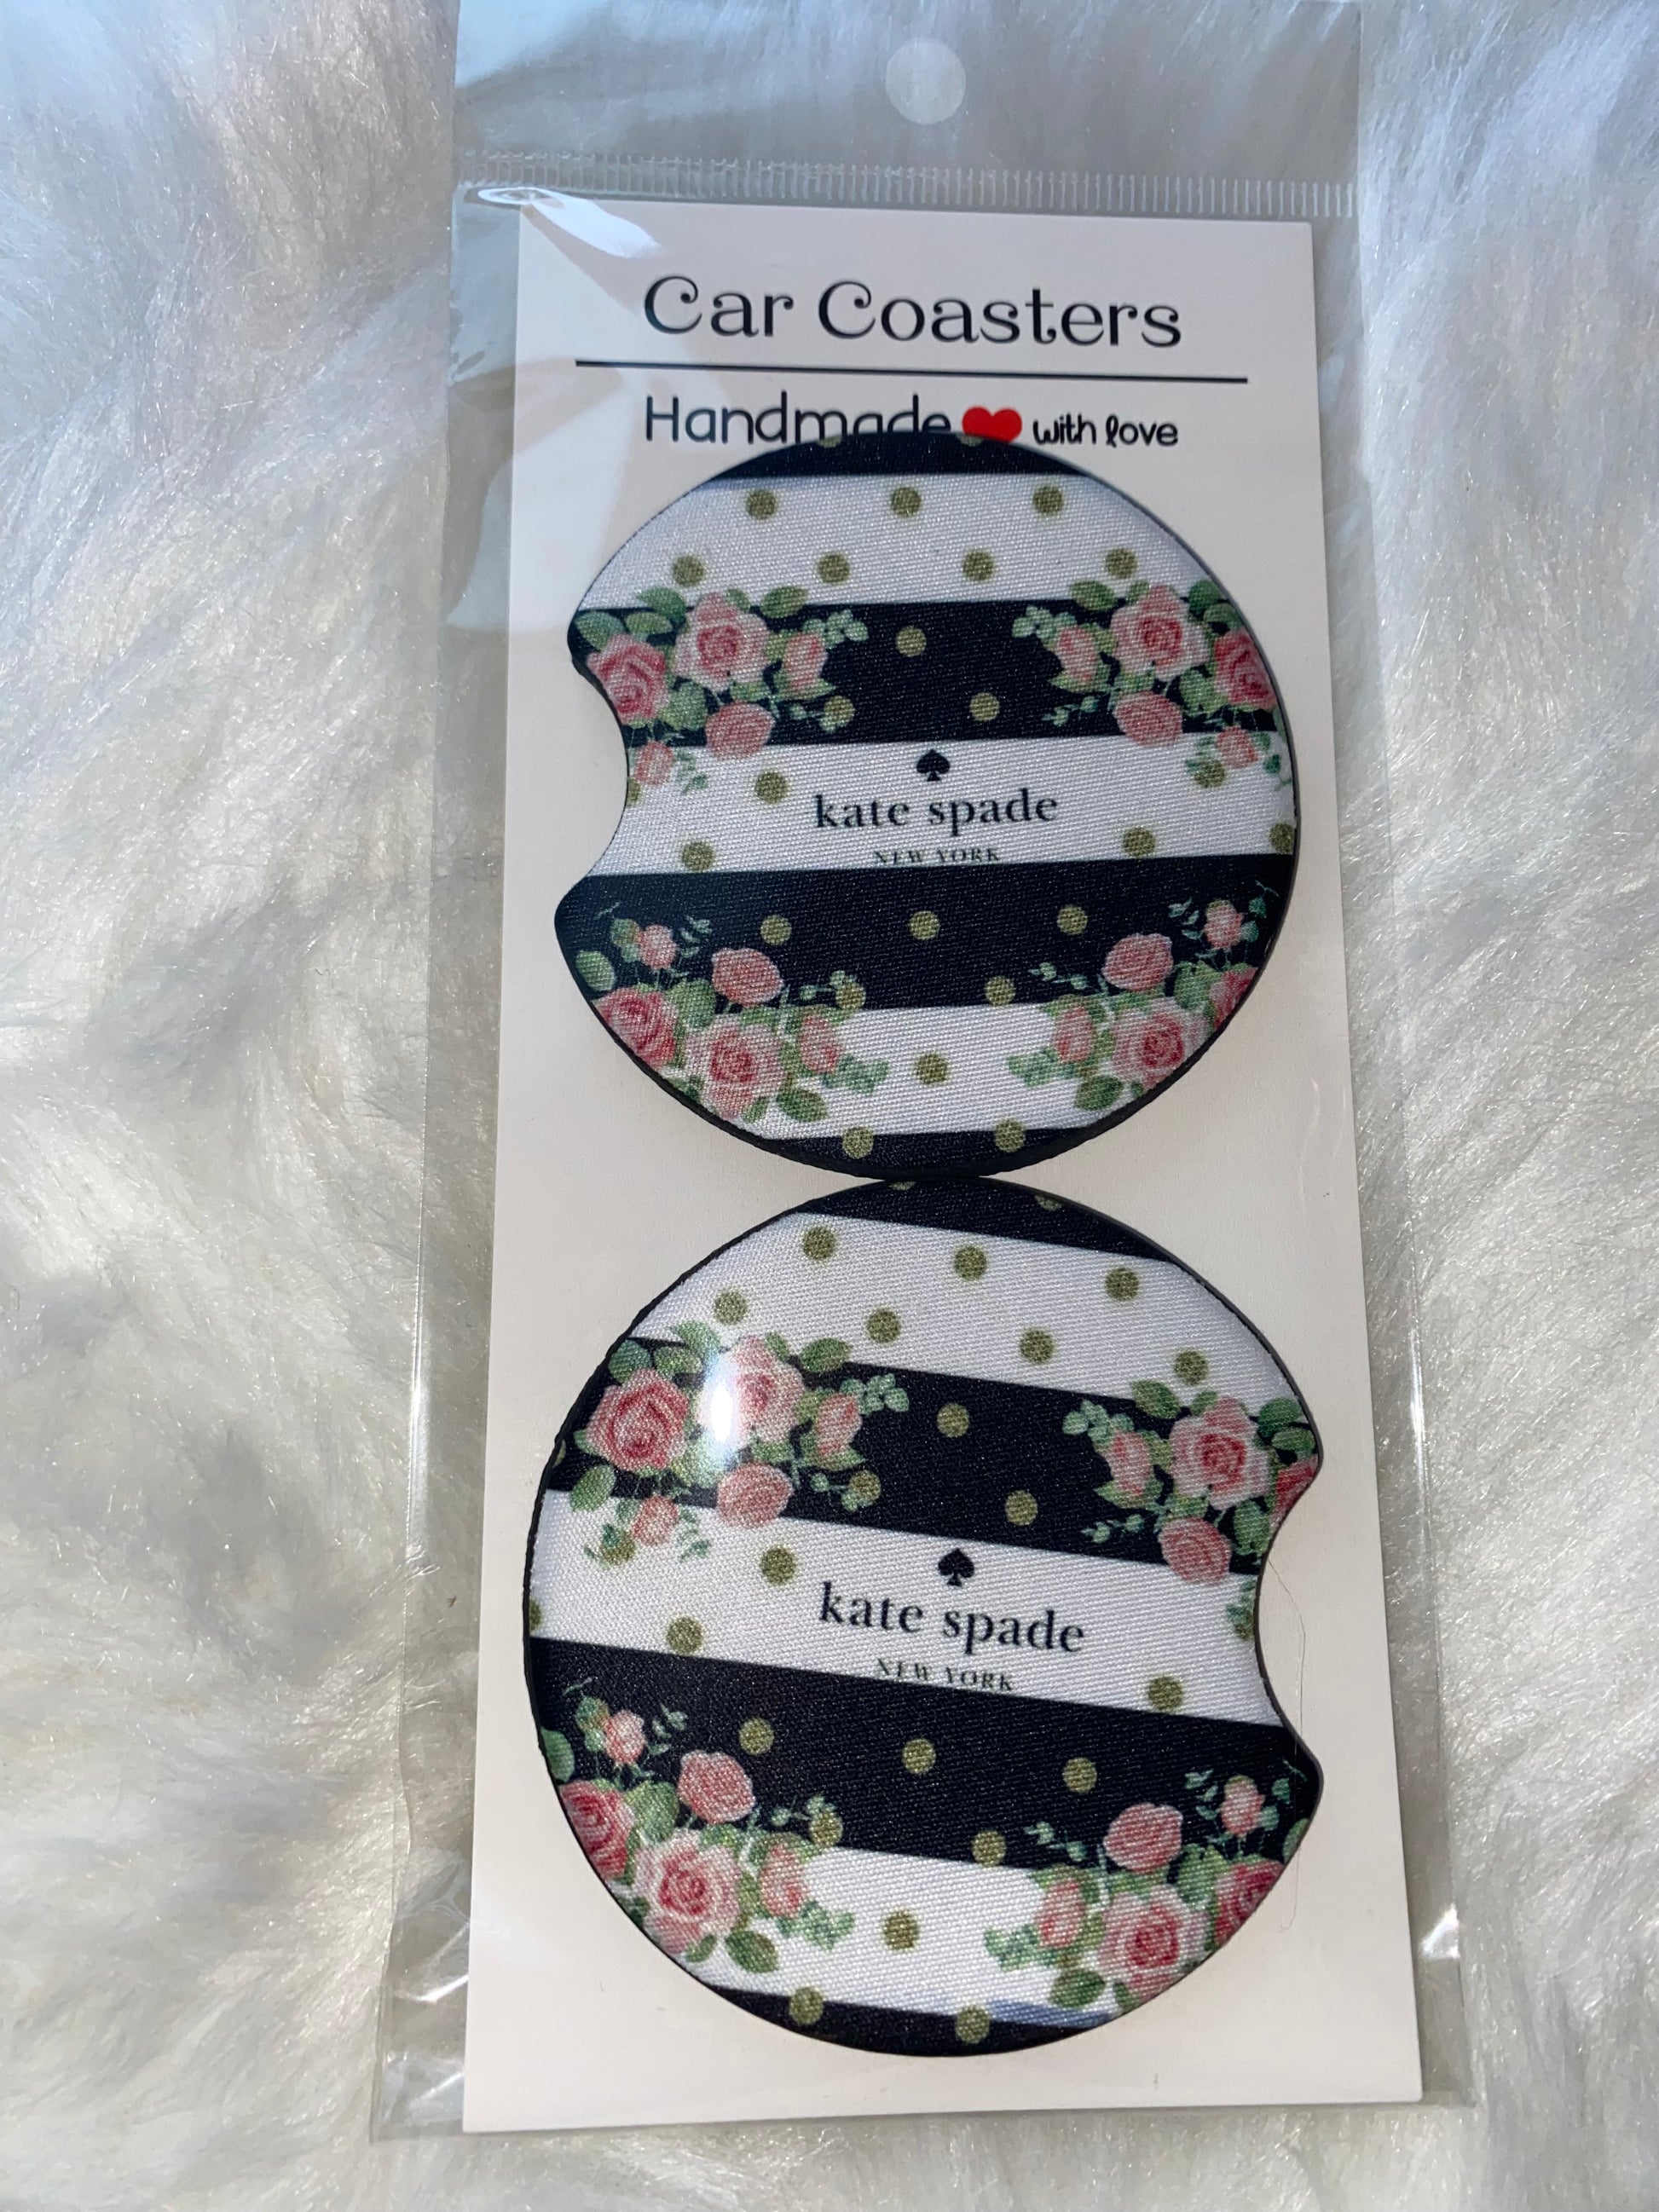 Car Coasters
Handmade with love
kate spade
NEW YORK
kate spade
NEW YORK